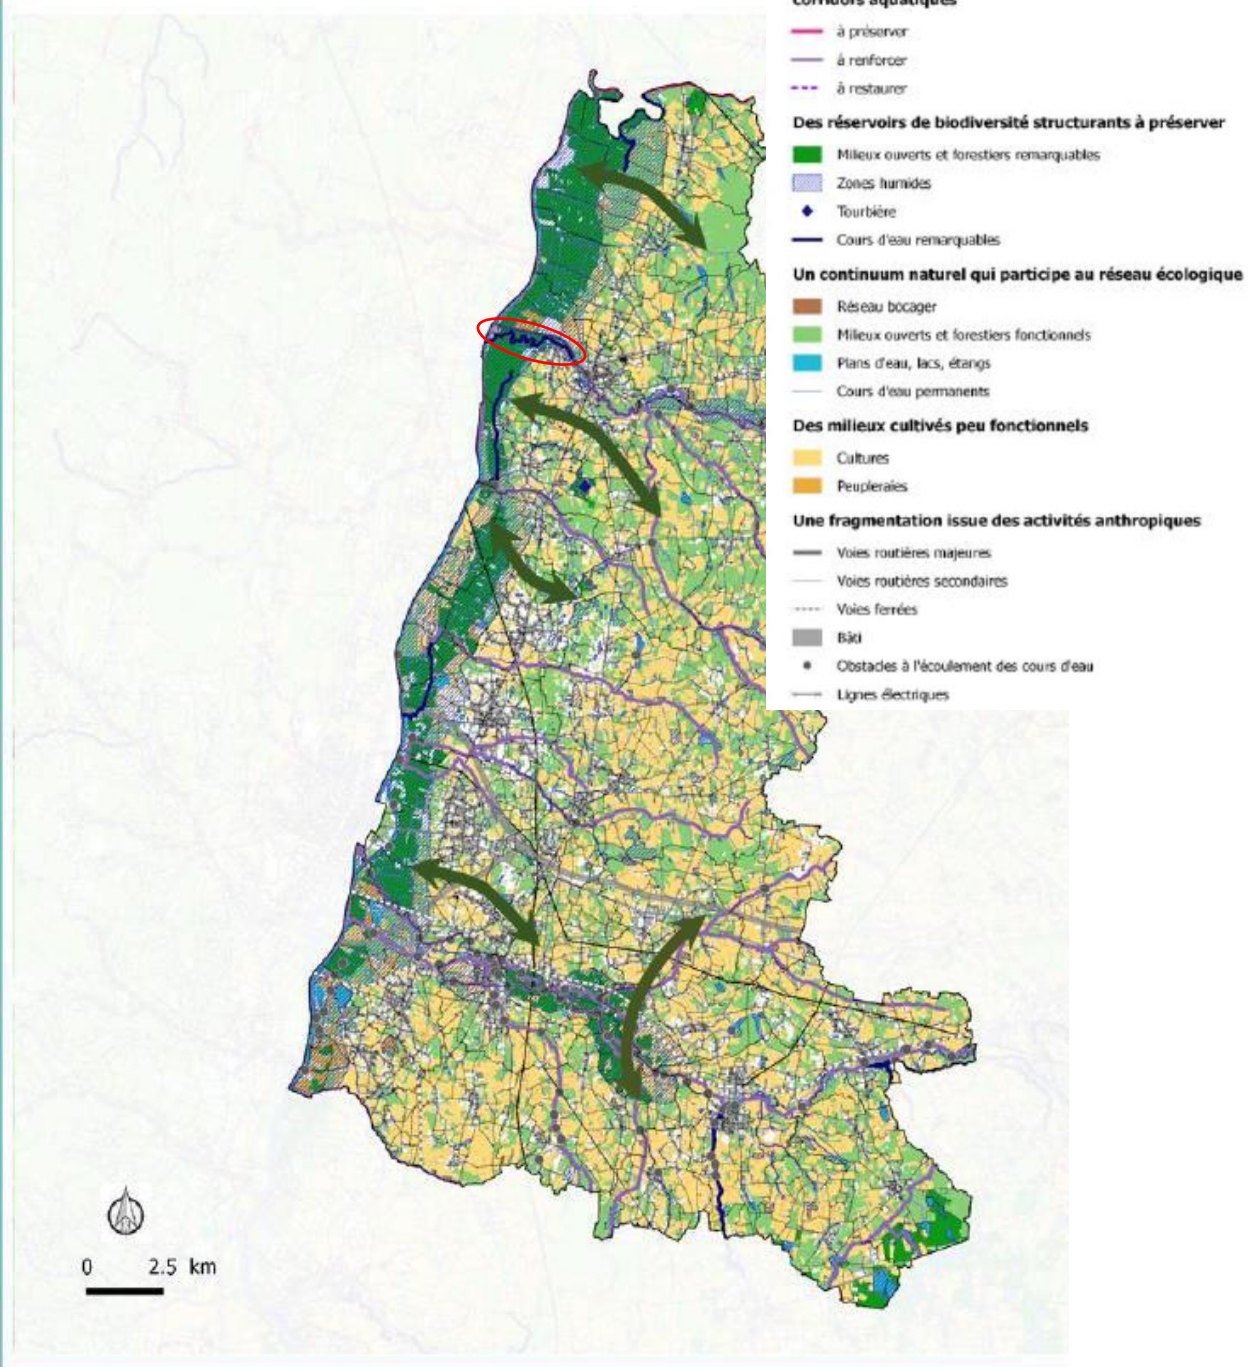 corridors aquatiques
à préserver
à renforcer
à restaurer
Des réservoirs de biodiversité structurants à préserver
Milieux ouverts et forestiers remarquables
Zones humides
Tourbière
Cours d'eau remarquables
Un continuum naturel qui participe au réseau écologique
Réseau bocager
Milieux ouverts et forestiers fonctionnels
Plans d'eau, lacs, étangs
Cours d'eau permanents
Des milieux cultivés peu fonctionnels
Cultures
Peupleraies
Une fragmentation issue des activités anthropiques
Voies routières majeures
Voies routières secondaires
Voies ferrées
Bâti
Obstacles à l'écoulement des cours d'eau
Lignes électriques
0 2.5 km